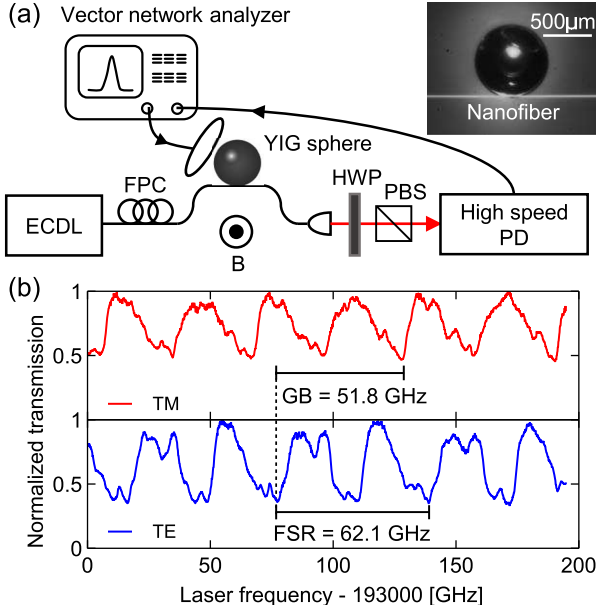 (a)
Vector network analyzer
500μm
Nanofiber
YIG sphere
FPC
HWP
PBS
ECDL
High speed
PD
B
(b)
Normalized transmission
1
0.5
TM
GB = 51.8 GHz
1
1
0.5
TE
FSR = 62.1 GHz
0
0
50
100
150
200
Laser frequency - 193000 [GHz]